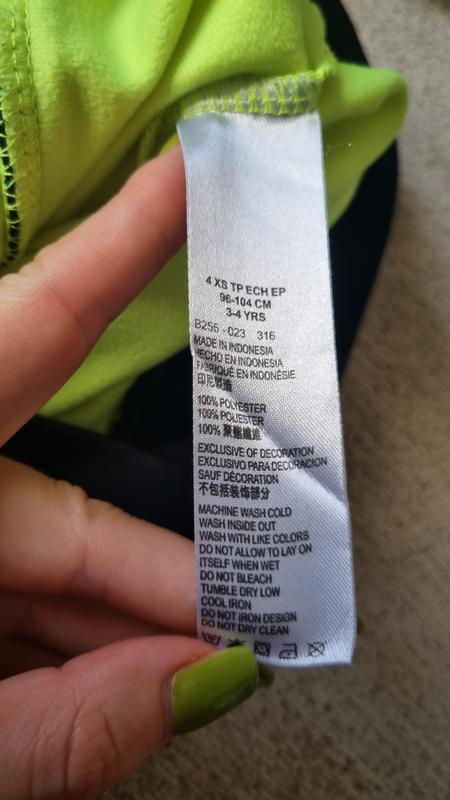 4 XS TP ECH EP
96-104 CM
3-4 YRS
B255 - 023 316
MADE IN INDONESIA
HECHO EN INDONESIA
FABRIQUÉ EN INDONÉSIE
印尼製造
100% POLYESTER
100% POLYESTER
100% 聚酯纖維
EXCLUSIVE OF DECORATION
EXCLUSIVO PARA DECORACION
SAUF DÉCORATION
不包括装饰部分
MACHINE WASH COLD
WASH INSIDE OUT
WASH WITH LIKE COLORS
DO NOT ALLOW TO LAY ON
ITSELF WHEN WET
DO NOT BLEACH
TUMBLE DRY LOW
COOL IRON
DO NOT IRON DESIGN
DO NOT DRY CLEAN